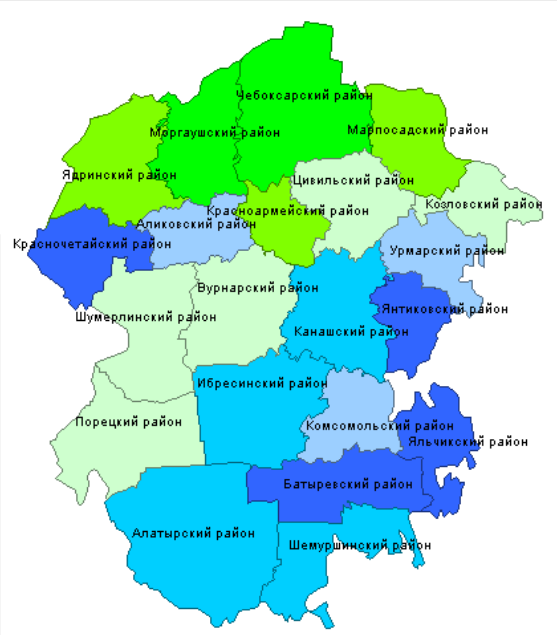 Чебоксарский район
Моргаушский район
Марпосадский район
Ядринский район
Цивильский район
Козловский район
Красноармейский район
Аликовский район
Красночетайский район
Урмарский район
Вурнарский район
Шумерлинский район
Янтиковский район
Канашский район
Ибресинский район
Порецкий район
Комсомольский район
Яльчикский район
Батыревский район
Алатырский район
Шемуршинский район